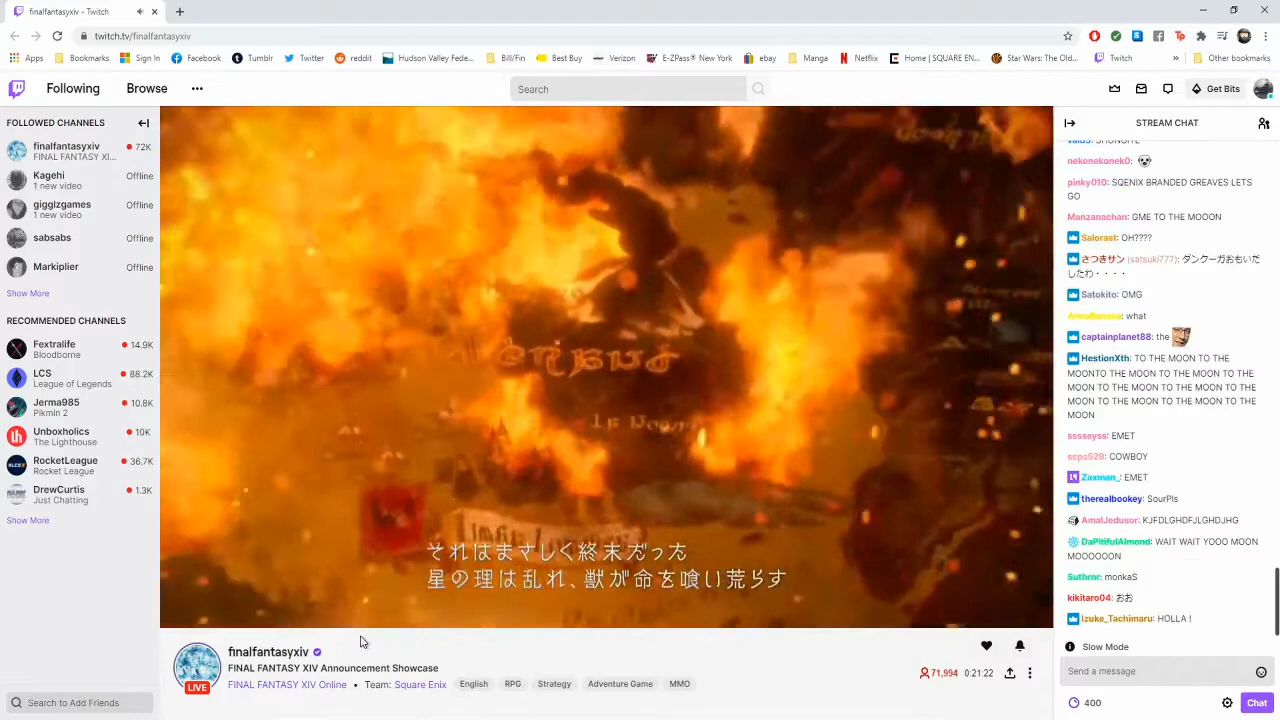 finalfantasyxiv - Twitch
twitch.tv/finalfantasyxiv
Apps Bookmarks Sign In Facebook Tumblr Twitter reddit Hudson Valley Fede... Bill/Fin Best Buy Verizon E-ZPass® New York ebay Manga Netflix Home | SQUARE EN... Star Wars: The Old... Twitch » Other bookmarks
Following Browse Search Get Bits
FOLLOWED CHANNELS
finalfantasyxiv 72K
FINAL FANTASY XI...
Kagehi Offline
1 new video
gigglzgames Offline
1 new video
sabsabs Offline
Markiplier Offline
Show More
RECOMMENDED CHANNELS
Fextralife 14.9K
Bloodborne
LCS 88.2K
League of Legends
Jerma985 10.8K
Pikmin 2
Unboxholics 10K
The Lighthouse
RocketLeague 36.7K
Rocket League
DrewCurtis 1.3K
Just Chatting
Show More
Search to Add Friends
それはまさしく終末だった
星の理は乱れ、獣が命を喰い荒らす
LIVE
finalfantasyxiv
FINAL FANTASY XIV Announcement Showcase
FINAL FANTASY XIV Online • Team: Square Enix English RPG Strategy Adventure Game MMO
71,994 0:21:22
STREAM CHAT
nekonekonek0:
pinky010: SQENIX BRANDED GREAVES LETS
GO
Manzanachan: GME TO THE MOOON
Salorast: OH????
さつきサン (satsuki777): ダンクーガおもいだ
したわ・・・・
Satokito: OMG
what
captainplanet88: the
HestionXth: TO THE MOON TO THE
MOONTO THE MOON TO THE MOON TO THE
MOON TO THE MOON TO THE MOON TO THE
MOON TO THE MOON TO THE MOON TO THE
MOON
sssseyss: EMET
scps529: COWBOY
Zaxman_: EMET
therealbookey: SourPls
AmalJedusor: KJFDLGHDFJLGHDJHG
DaPitifulAlmond: WAIT WAIT YOOO MOON
MOOOOOON
Suthrnr: monkaS
kikitaro04: おお
Izuke_Tachimaru: HOLLA !
Slow Mode
Send a message
400 Chat